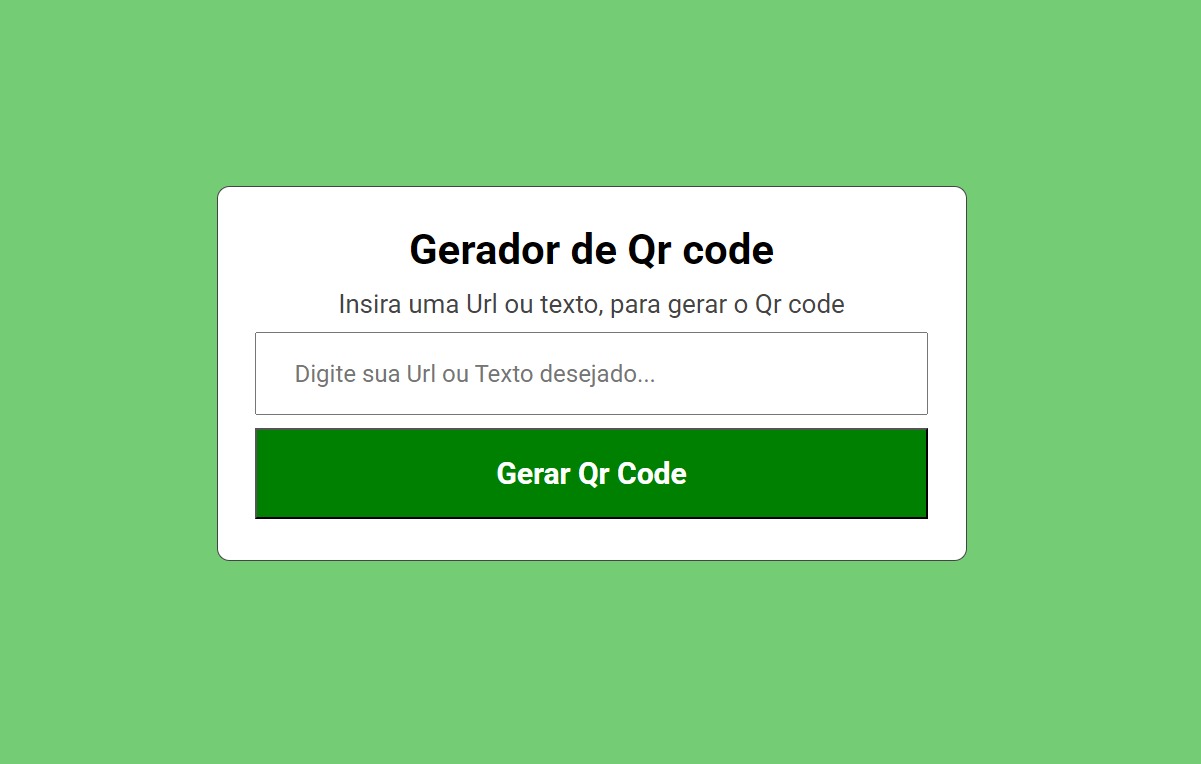 Gerador de Qr code
Insira uma Url ou texto, para gerar o Qr code
Digite sua Url ou Texto desejado...
Gerar Qr Code